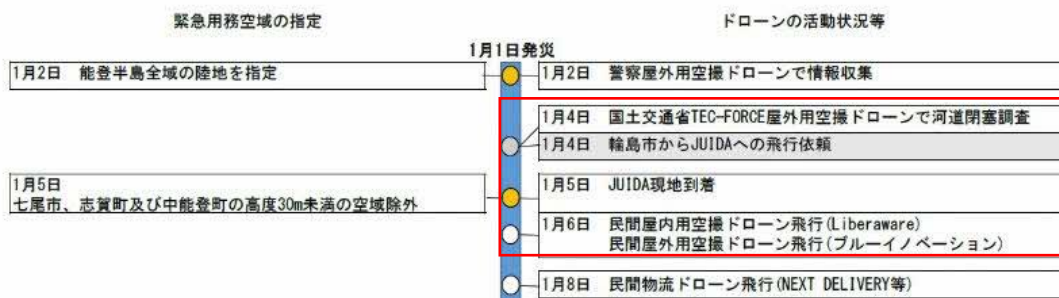 緊急用務空域の指定
ドローンの活動状況等
1月1日発災
1月2日 能登半島全域の陸地を指定
1月2日 警察屋外用空撮ドローンで情報収集
1月4日 国土交通省TEC-FORCE屋外用空撮ドローンで河道閉塞調査
1月4日 輪島市からJUIDAへの飛行依頼
1月5日
七尾市、志賀町及び中能登町の高度30m未満の空域除外
1月5日 JUIDA現地到着
1月6日 民間屋内用空撮ドローン飛行(Liberaware)
民間屋外用空撮ドローン飛行(ブルーイノベーション)
1月8日 民間物流ドローン飛行(NEXT DELIVERY等)